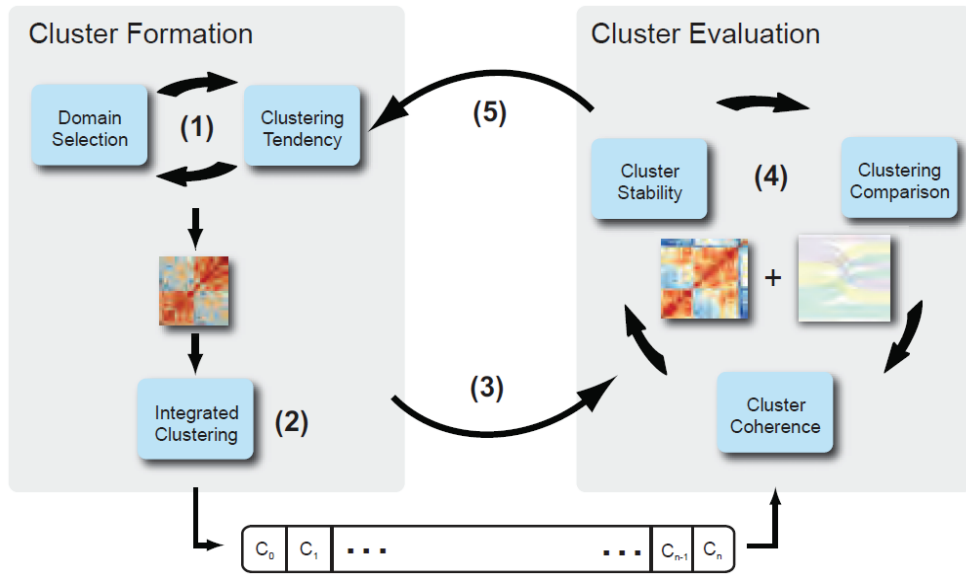 Cluster Formation
Domain
Selection
(1)
Clustering
Tendency
Integrated
Clustering
(2)
(3)
(5)
Cluster Evaluation
Cluster
Stability
(4)
Clustering
Comparison
+
Cluster
Coherence
C0 C1 ... ... Cn-1 Cn